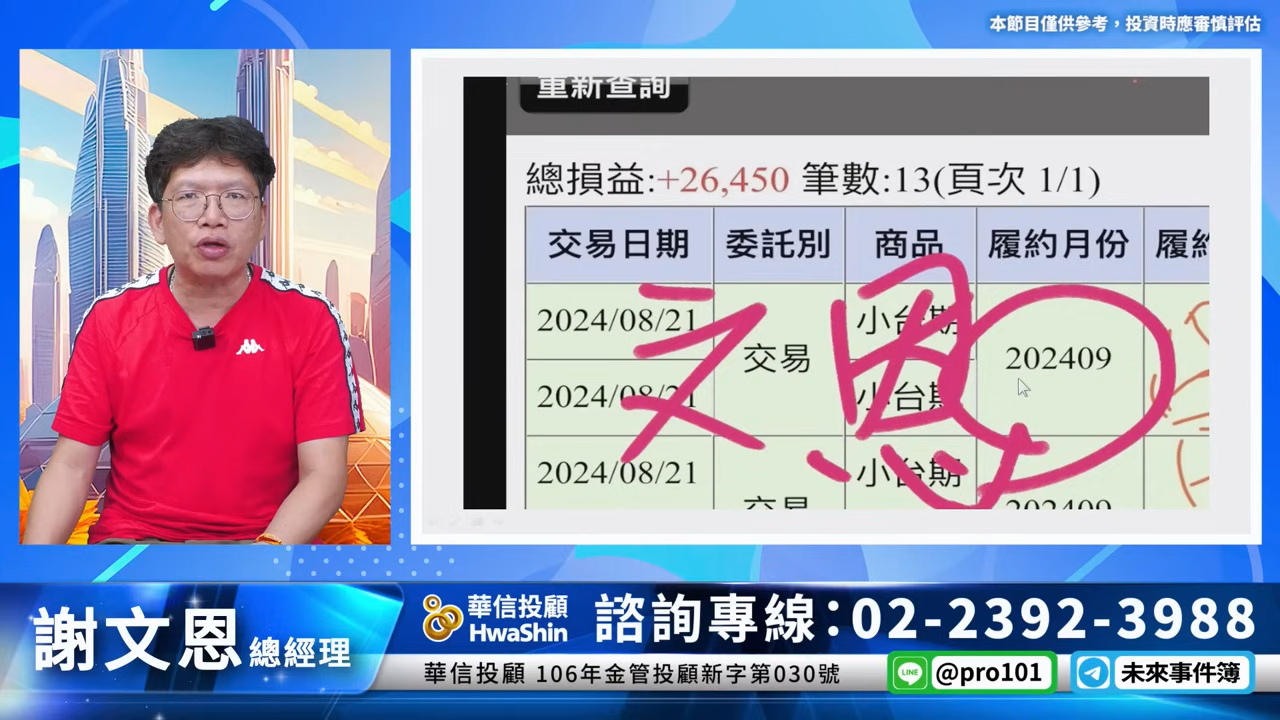 本節目僅供參考，投資時應審慎評估
重新查詢
總損益:+26,450 筆數:13(頁次 1/1)
交易日期 委託別 商品 履約月份 履約
2024/08/21 小台期
交易 202409
2024/08/21 小台期
2024/08/21 小台期
交易 202409
文恩
謝文恩 總經理
華信投顧
HwaShin
諮詢專線：02-2392-3988
華信投顧 106年金管投顧新字第030號
LINE @pro101 未來事件簿